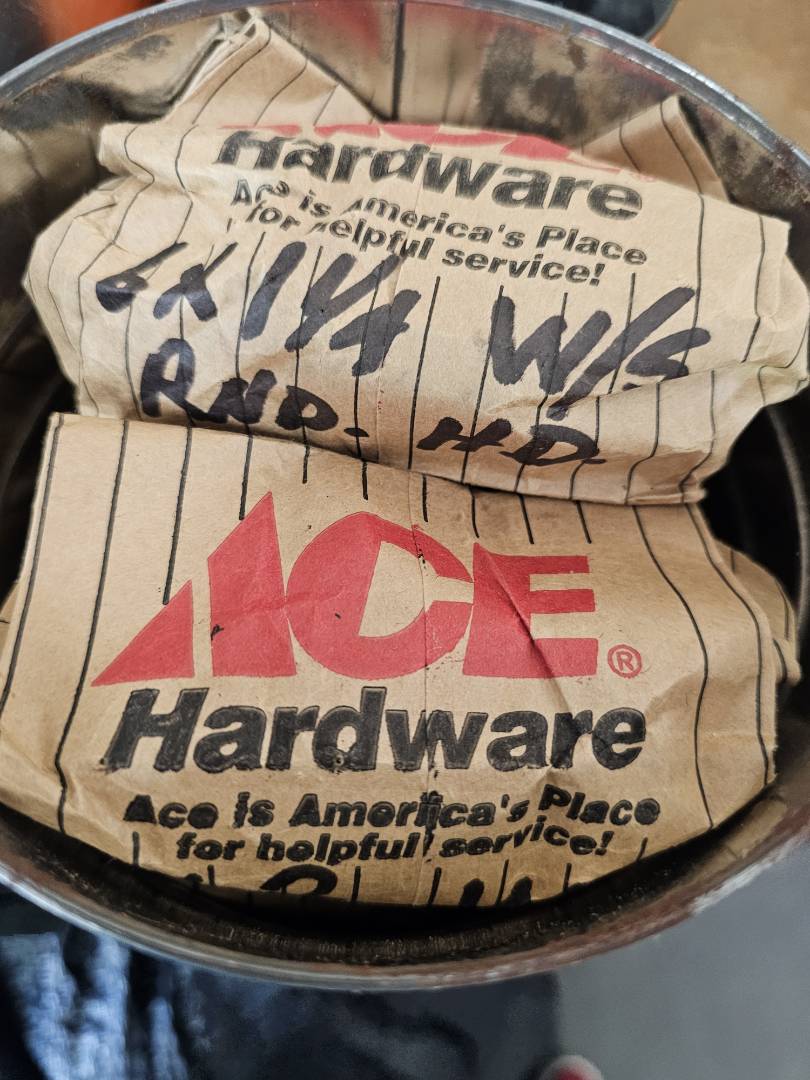 Hardware
Ace is America's Place
for helpful service!
6X1 1/4 W/S
RND. HD.
ACE®
Hardware
Ace is America's Place
for helpful service!